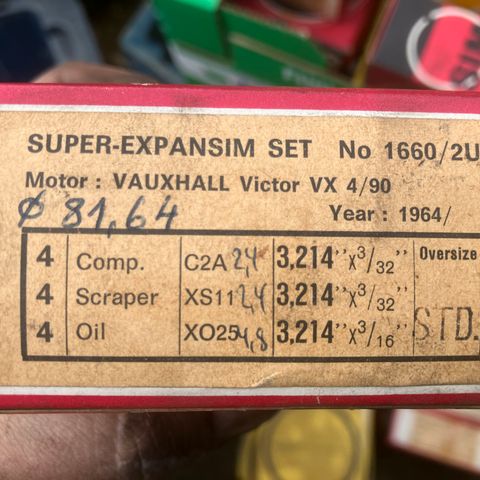 SUPER-EXPANSIM SET No 1660/2U
Motor : VAUXHALL Victor VX 4/90
ø 81,64 Year : 1964/
4 Comp. C2A 2,4 3,214" x 3/32" Oversize
4 Scraper XS11 2,4 3,214" x 3/32"
4 Oil XO25 4,8 3,214" x 3/16" STD.